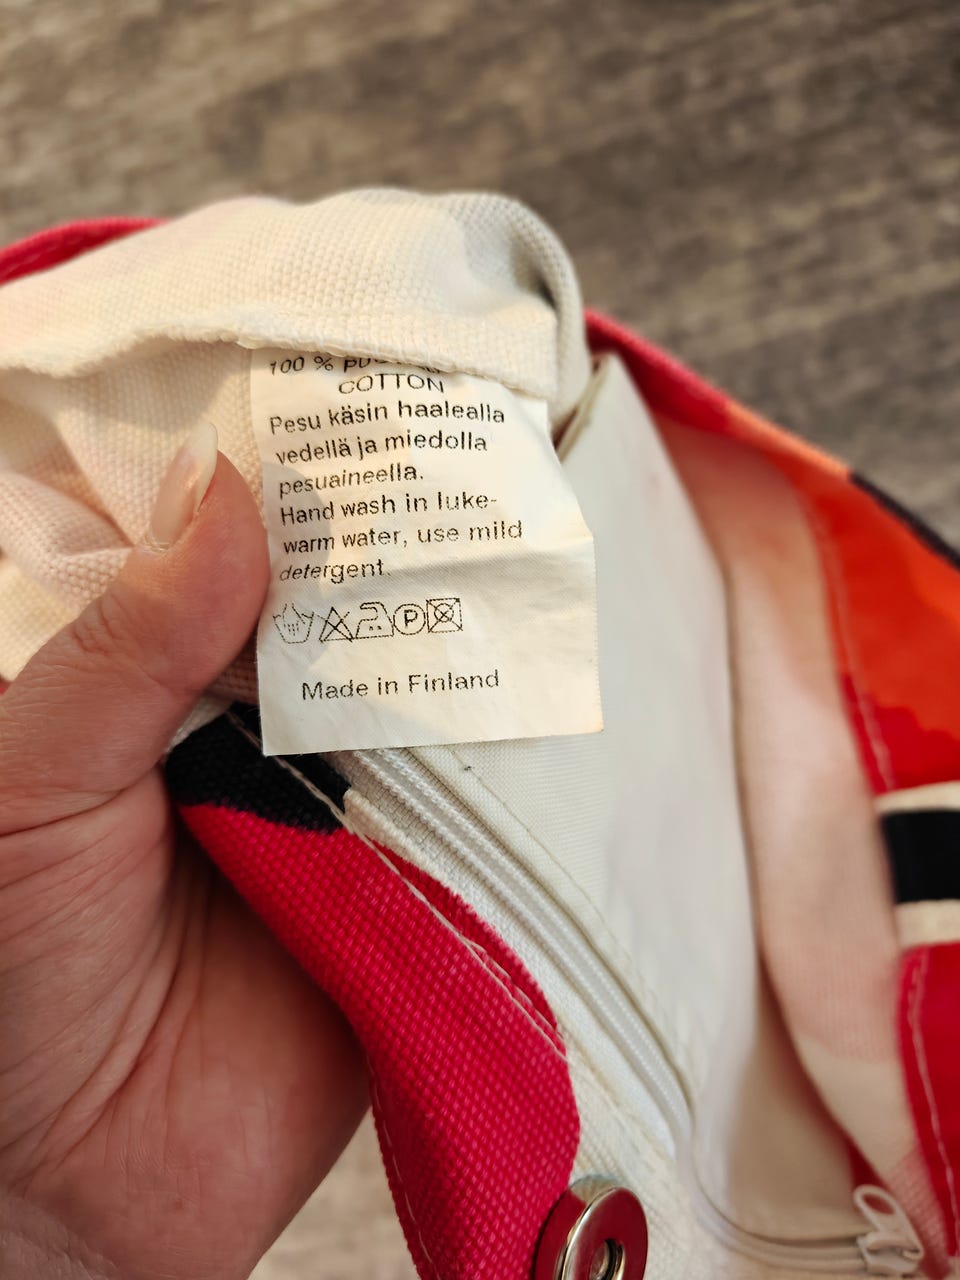 100 %
COTTON
Pesu käsin haalealla
vedellä ja miedolla
pesuaineella.
Hand wash in luke-
warm water, use mild
detergent.
P
Made in Finland